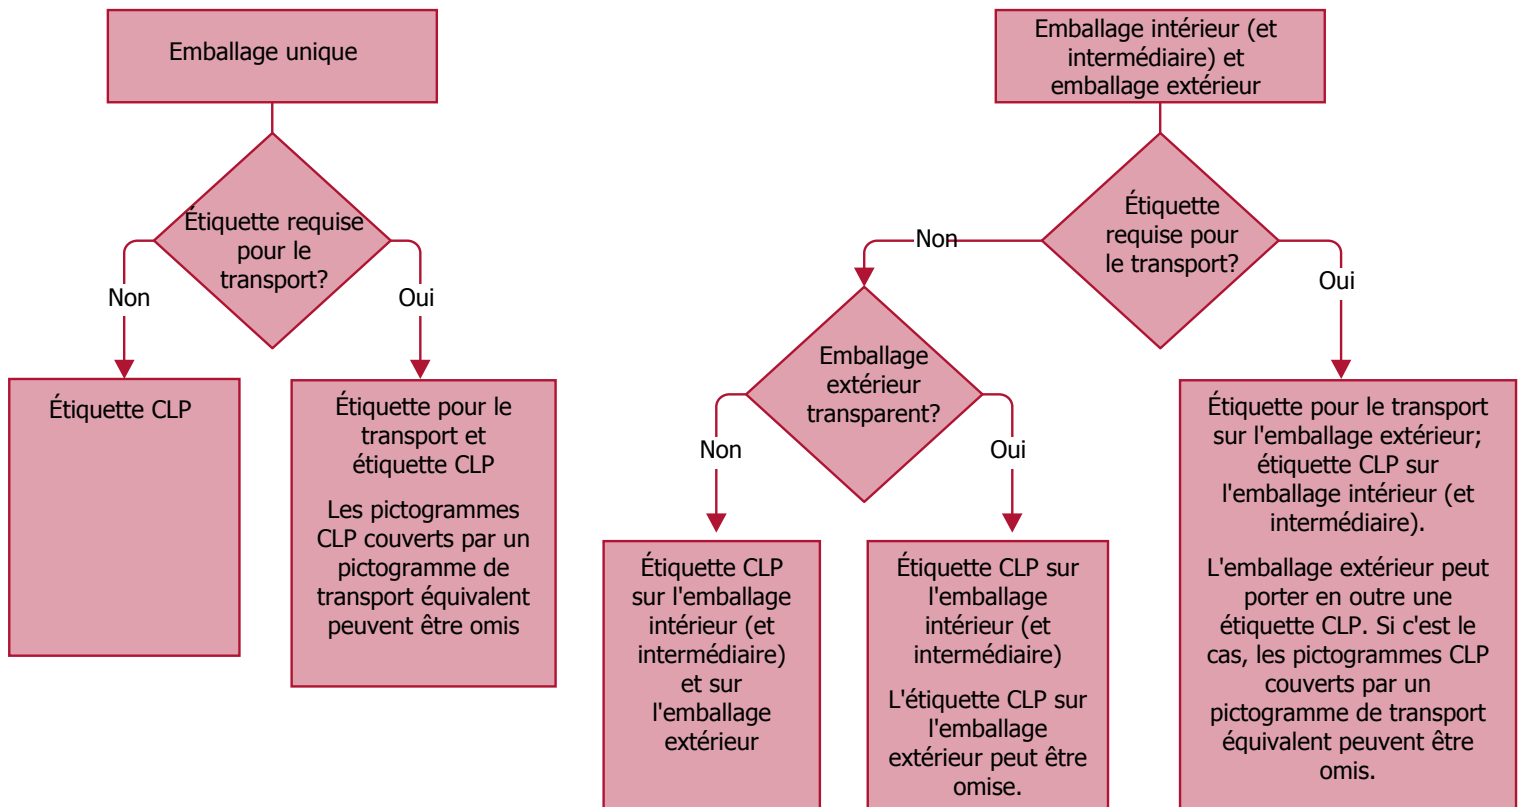 Emballage unique
Étiquette requise
pour le
transport?
Non
Oui
Étiquette CLP
Étiquette pour le
transport et
étiquette CLP
Les pictogrammes
CLP couverts par un
pictogramme de
transport équivalent
peuvent être omis
Emballage intérieur (et
intermédiaire) et
emballage extérieur
Étiquette
requise pour
le transport?
Non
Oui
Emballage
extérieur
transparent?
Non
Oui
Étiquette CLP
sur l'emballage
intérieur (et
intermédiaire)
et sur
l'emballage
extérieur
Étiquette CLP sur
l'emballage
intérieur (et
intermédiaire)
L'étiquette CLP sur
l'emballage
extérieur peut être
omise.
Étiquette pour le transport
sur l'emballage extérieur;
étiquette CLP sur
l'emballage intérieur (et
intermédiaire).
L'emballage extérieur peut
porter en outre une
étiquette CLP. Si c'est le
cas, les pictogrammes CLP
couverts par un
pictogramme de transport
équivalent peuvent être
omis.